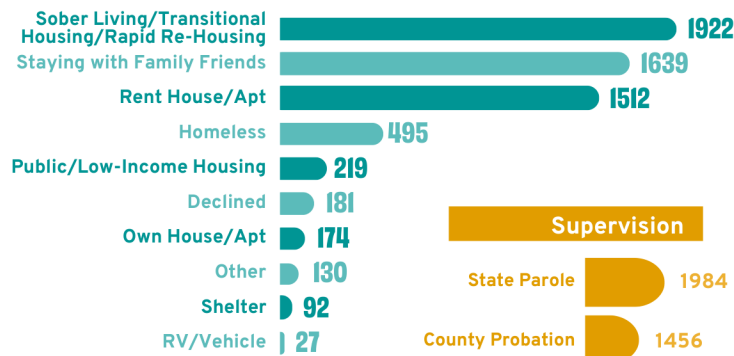 Sober Living/Transitional
Housing/Rapid Re-Housing
1922
Staying with Family Friends
1639
Rent House/Apt
1512
Homeless
495
Public/Low-Income Housing
219
Declined
181
Own House/Apt
174
Other
130
Shelter
92
RV/Vehicle
27
Supervision
State Parole
1984
County Probation
1456